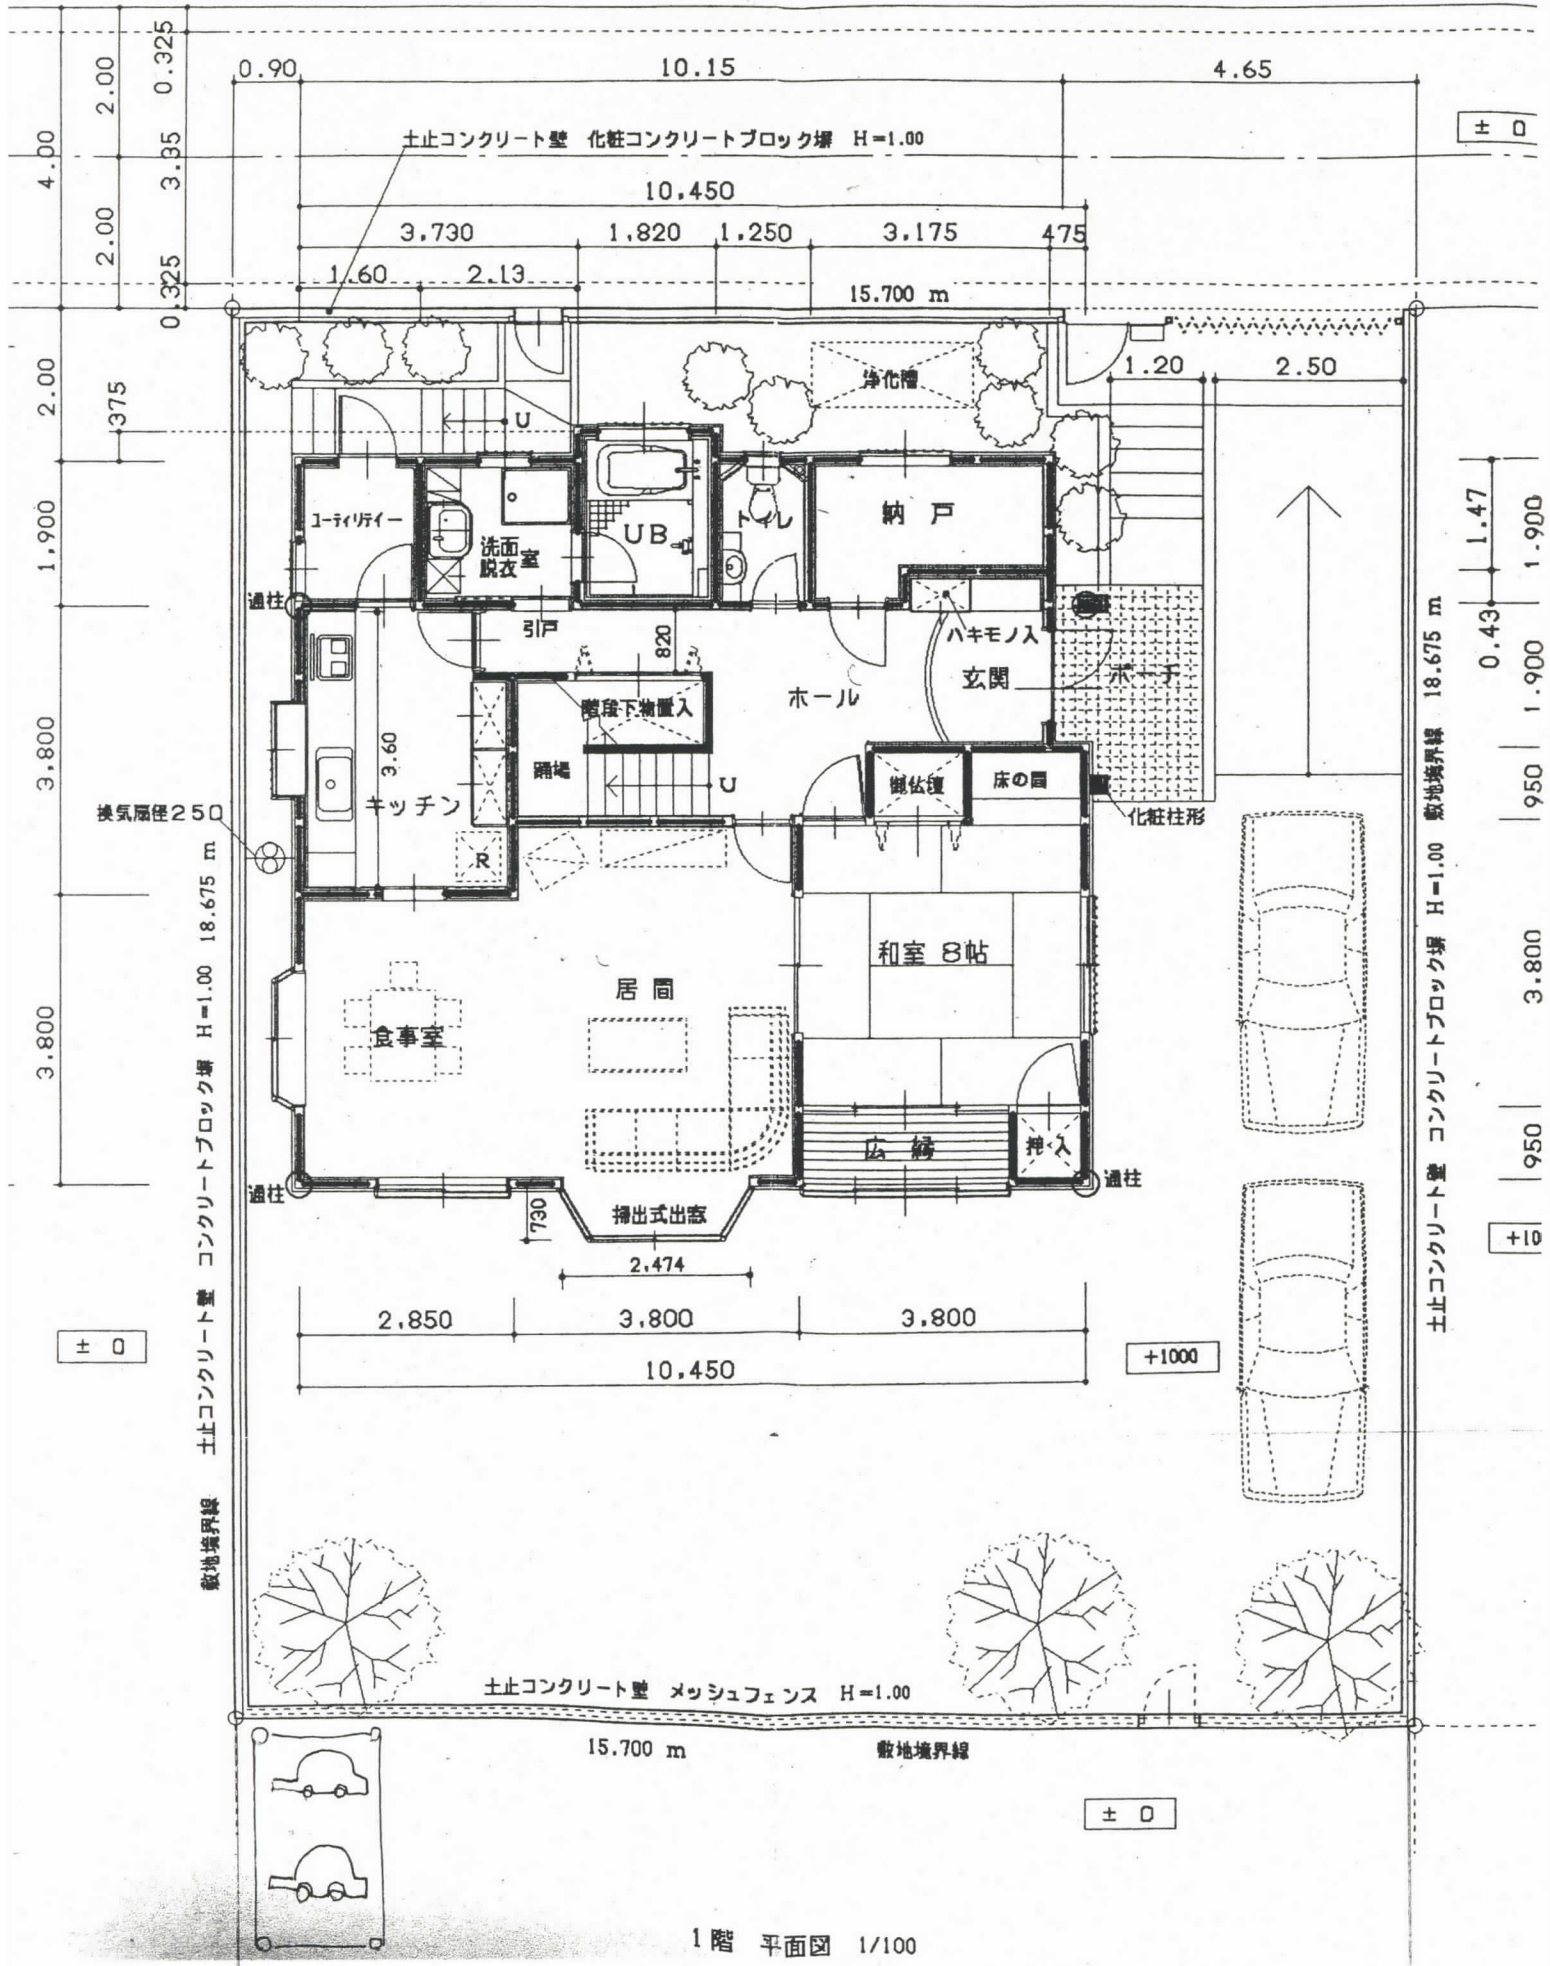 0.90
10.15
4.65
± 0
土止コンクリート壁 化粧コンクリートブロック塀 H=1.00
10,450
3,730
1,820
1,250
3,175
475
1.60
2.13
15.700 m
4.00
2.00
2.00
0.325
3.35
0.325
2.00
375
1,900
3,800
3,800
1.20
2.50
浄化槽
U
ユーティリティー
洗面
脱衣
室
UB
トイレ
納 戸
通柱
引戸
820
ハキモノ入
玄関
ポーチ
ホール
階段下物置入
踊場
U
3.60
キッチン
R
御仏壇
床の間
化粧柱形
換気扇径250
和室 8帖
居 間
食事室
広 縁
押 入
通柱
通柱
掃出式出窓
730
2,474
2,850
3,800
3,800
10,450
1.47
0.43
1.900
1.900
950
3.800
950
+10
+1000
± 0
敷地境界線 土止コンクリート壁 コンクリートブロック塀 H=1.00 18.675 m
土止コンクリート壁 コンクリートブロック塀 H=1.00 敷地境界線 18.675 m
土止コンクリート壁 メッシュフェンス H=1.00
15.700 m
敷地境界線
± 0
1階 平面図 1/100